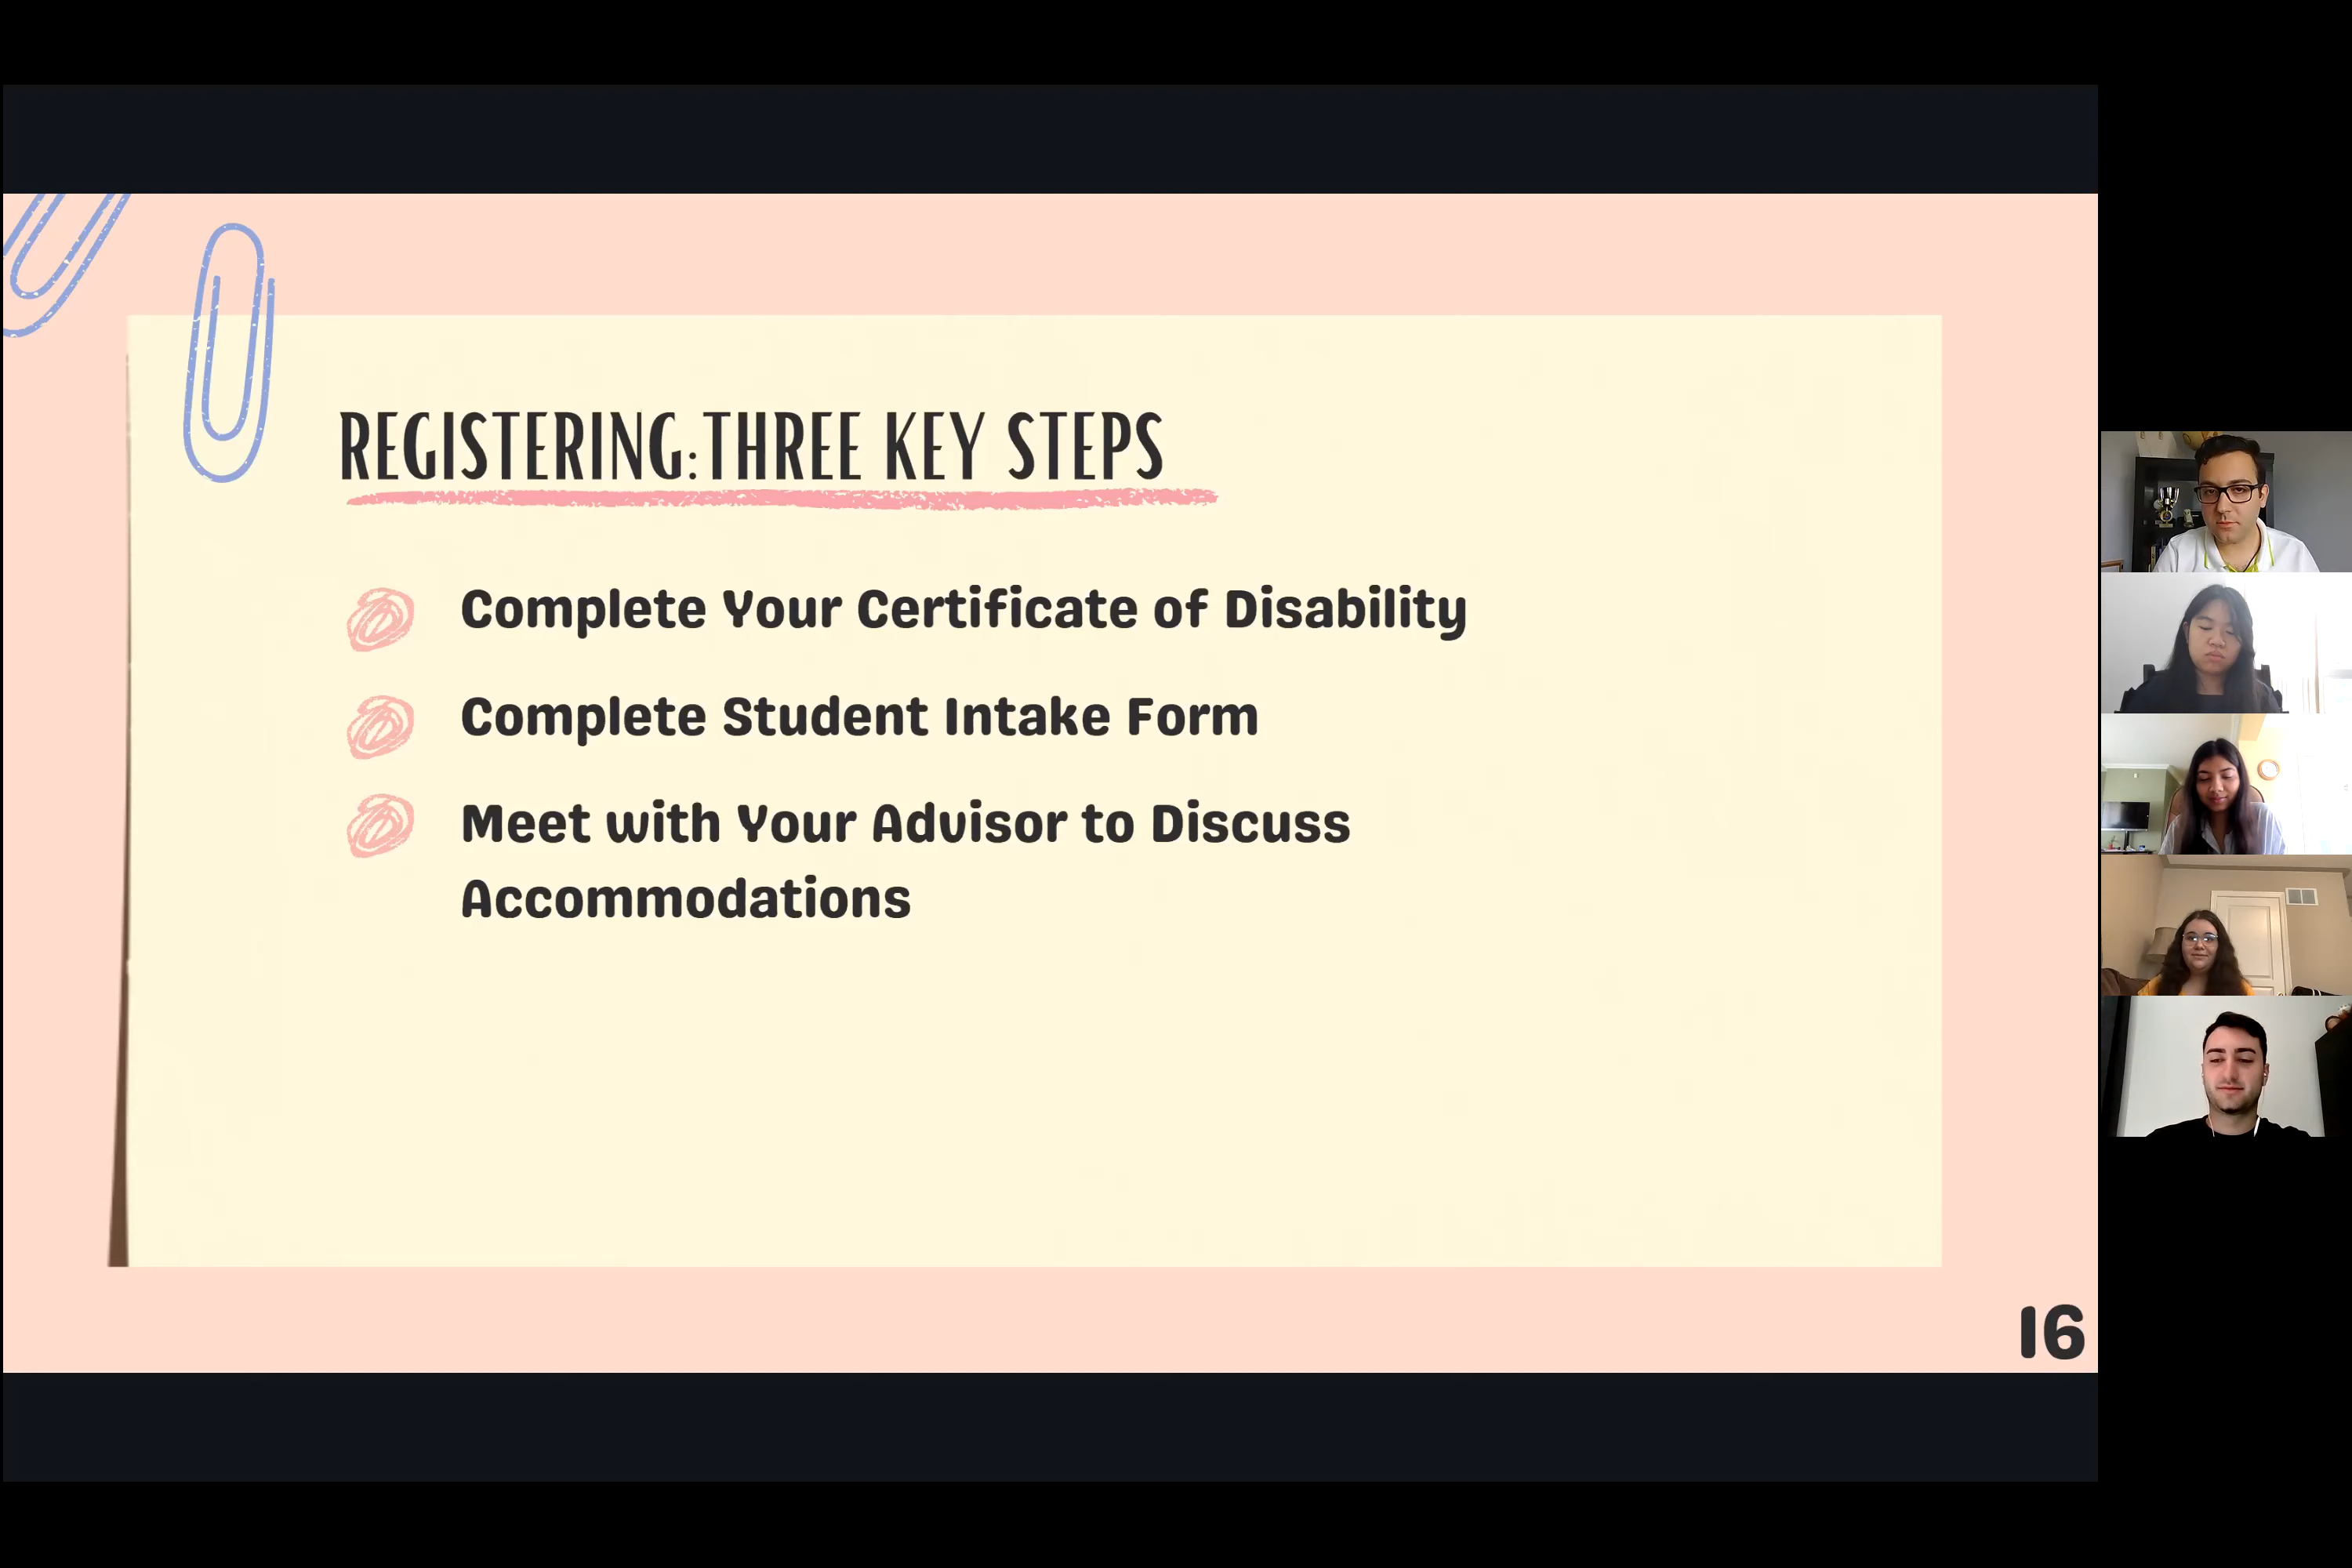 REGISTERING:THREE KEY STEPS
Complete Your Certificate of Disability
Complete Student Intake Form
Meet with Your Advisor to Discuss
Accommodations
16